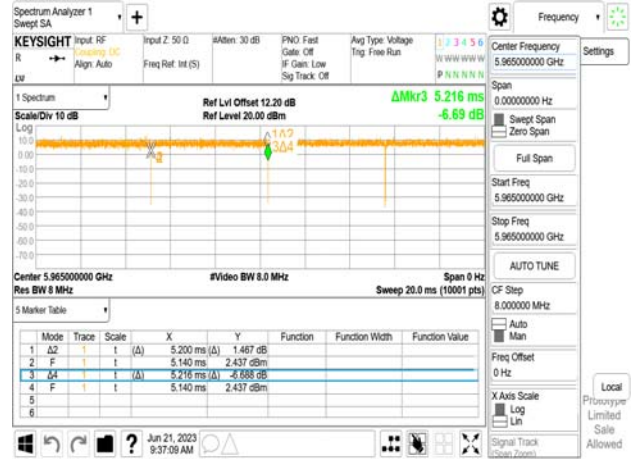 Spectrum Analyzer 1
Swept SA
Frequency
KEYSIGHT
R
Input: RF
Coupling: DC
Align: Auto
Input Z: 50 Ω
Freq Ref: Int (S)
#Atten: 30 dB
PNO: Fast
Gate: Off
IF Gain: Low
Sig Track: Off
Avg Type: Voltage
Trig: Free Run
1 2 3 4 5 6
W W W W W W
P N N N N N
1 Spectrum
Scale/Div 10 dB
Log
Ref Lvl Offset 12.20 dB
Ref Level 20.00 dBm
ΔMkr3 5.216 ms
-6.69 dB
10.0
0.00
-10.0
-20.0
-30.0
-40.0
-50.0
-60.0
-70.0
1Δ2
3Δ4
Center 5.965000000 GHz
#Video BW 8.0 MHz
Span 0 Hz
Res BW 8 MHz
Sweep 20.0 ms (10001 pts)
5 Marker Table
Mode Trace Scale X Y Function Function Width Function Value
1 Δ2 1 t (Δ) 5.200 ms (Δ) 1.467 dB
2 F 1 t 5.140 ms 2.437 dBm
3 Δ4 1 t (Δ) 5.216 ms (Δ) -6.688 dB
4 F 1 t 5.140 ms 2.437 dBm
5
6
Jun 21, 2023
9:37:09 AM
Center Frequency
5.965000000 GHz
Settings
Span
0.00000000 Hz
Swept Span
Zero Span
Full Span
Start Freq
5.965000000 GHz
Stop Freq
5.965000000 GHz
AUTO TUNE
CF Step
8.000000 MHz
Auto
Man
Freq Offset
0 Hz
X Axis Scale
Log
Lin
Signal Track
(Span Zoom)
Local
Prototype
Limited
Sale
Allowed